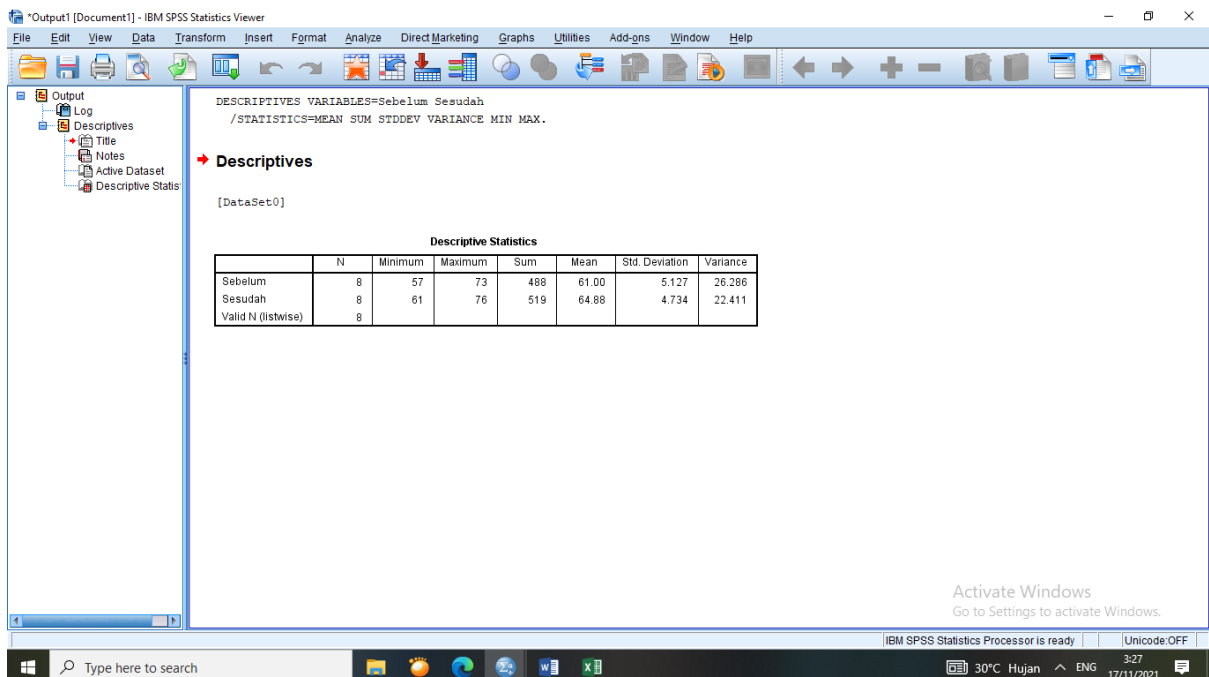 *Output1 [Document1] - IBM SPSS Statistics Viewer
File Edit View Data Transform Insert Format Analyze Direct Marketing Graphs Utilities Add-ons Window Help
Output
Log
Descriptives
Title
Notes
Active Dataset
Descriptive Statis
DESCRIPTIVES VARIABLES=Sebelum Sesudah
/STATISTICS=MEAN SUM STDDEV VARIANCE MIN MAX.
Descriptives
[DataSet0]
Descriptive Statistics
N Minimum Maximum Sum Mean Std. Deviation Variance
Sebelum 8 57 73 488 61.00 5.127 26.286
Sesudah 8 61 76 519 64.88 4.734 22.411
Valid N (listwise) 8
Activate Windows
Go to Settings to activate Windows.
IBM SPSS Statistics Processor is ready Unicode:OFF
Type here to search
30°C Hujan ENG 3:27
17/11/2021